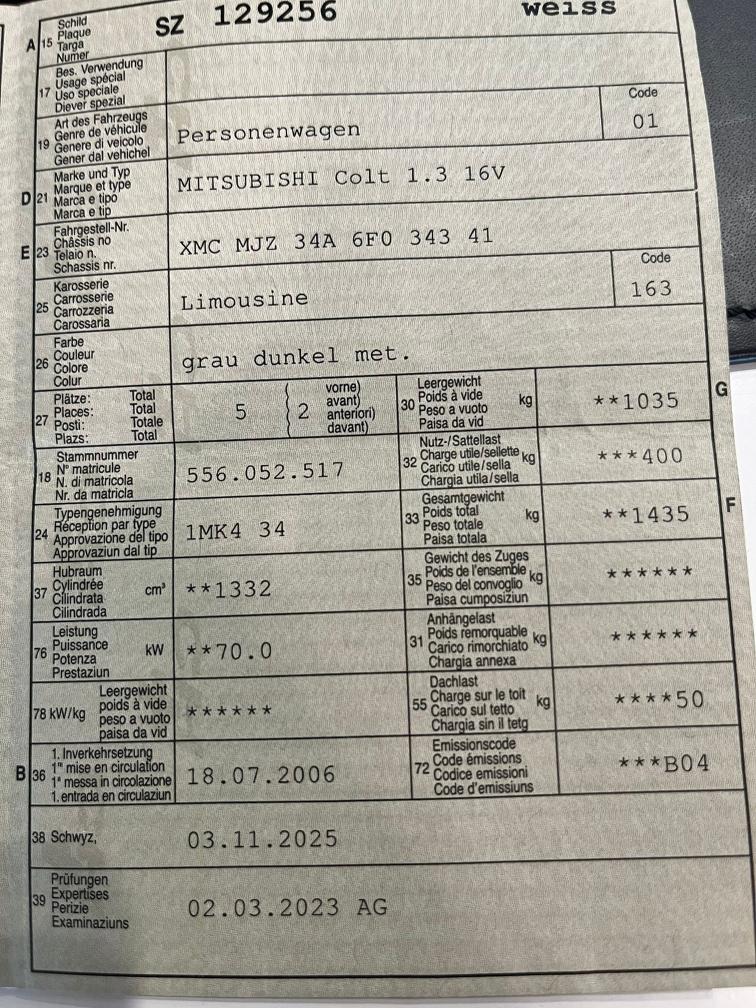 A 15 Schild Plaque Targa Numer SZ 129256 weiss
17 Bes. Verwendung Usage spécial Uso speciale Diever spezial
19 Art des Fahrzeugs Genre de véhicule Genere di veicolo Gener dal vehichel Personenwagen Code 01
D 21 Marke und Typ Marque et type Marca e tipo Marca e tip MITSUBISHI Colt 1.3 16V
E 23 Fahrgestell-Nr. Châssis no Telaio n. Schassis nr. XMC MJZ 34A 6F0 343 41
25 Karosserie Carrosserie Carrozzeria Carossaria Limousine Code 163
26 Farbe Couleur Colore Colur grau dunkel met.
27 Plätze: Total Places: Total Posti: Totale Plazs: Total 5 ( 2 vorne) avant) anteriori) davant)
30 Leergewicht Poids à vide Peso a vuoto Paisa da vid kg **1035 G
18 Stammnummer N° matricule N. di matricola Nr. da matricla 556.052.517
32 Nutz-/Sattellast Charge utile/sellette Carico utile/sella Chargia utila/sella kg ***400
24 Typengenehmigung Réception par type Approvazione del tipo Approvaziun dal tip 1MK4 34
33 Gesamtgewicht Poids total Peso totale Paisa totala kg **1435 F
37 Hubraum Cylindrée Cilindrata Cilindrada cm³ **1332
35 Gewicht des Zuges Poids de l'ensemble Peso del convoglio Paisa cumposiziun kg ******
76 Leistung Puissance Potenza Prestaziun kW **70.0
31 Anhängelast Poids remorquable Carico rimorchiato Chargia annexa kg ******
78 kW/kg Leergewicht poids à vide peso a vuoto paisa da vid ******
55 Dachlast Charge sur le toit Carico sul tetto Chargia sin il tetg kg ****50
B 36 1. Inverkehrsetzung 1re mise en circulation 1a messa in circolazione 1. entrada en circulaziun 18.07.2006
72 Emissionscode Code émissions Codice emissioni Code d'emissiuns ***B04
38 Schwyz, 03.11.2025
39 Prüfungen Expertises Perizie Examinaziuns 02.03.2023 AG